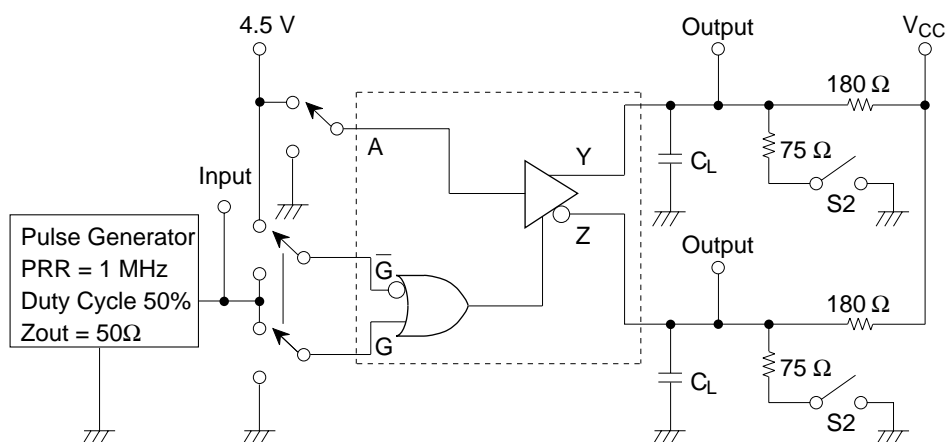 4.5 V
Output
V_CC
180 Ω
A
75 Ω
Y
C_L
Input
S2
Z
Output
Pulse Generator
PRR = 1 MHz
Duty Cycle 50%
Zout = 50Ω
G̅
180 Ω
G
75 Ω
C_L
S2